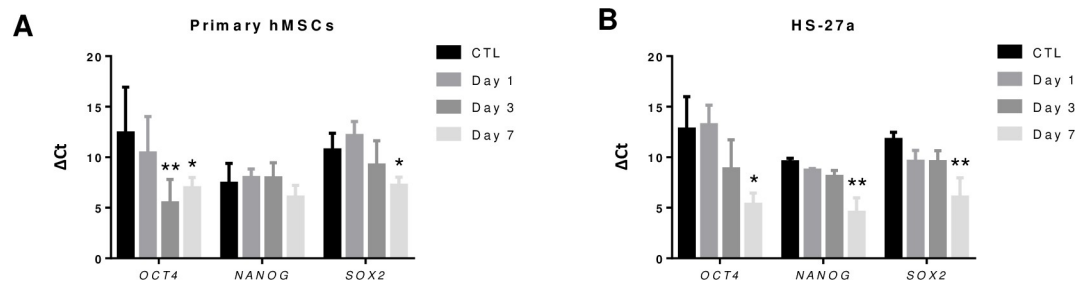 A
Primary hMSCs
ΔCt
20
15
10
5
0
** *
*
OCT4 NANOG SOX2
CTL
Day 1
Day 3
Day 7
B
HS-27a
ΔCt
20
15
10
5
0
*
**
**
OCT4 NANOG SOX2
CTL
Day 1
Day 3
Day 7